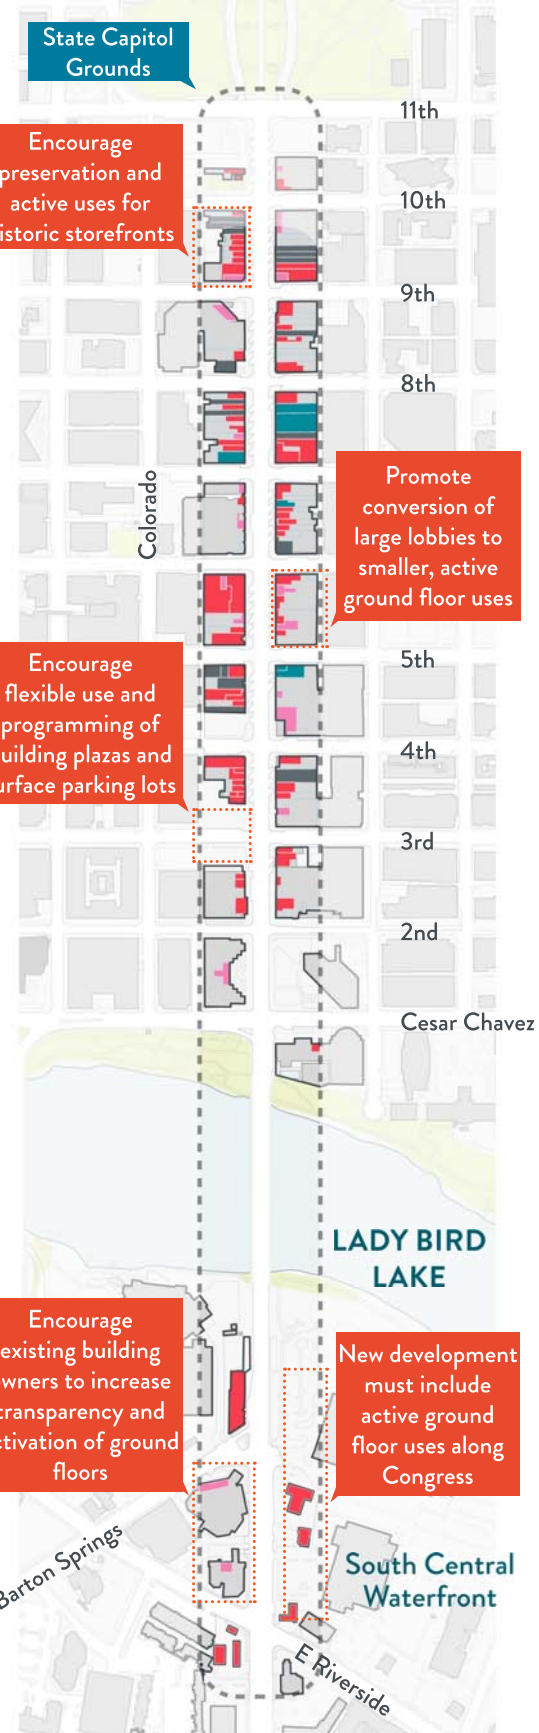 State Capitol
Grounds
11th
Encourage
preservation and
active uses for
istoric storefronts
10th
9th
8th
Colorado
Promote
conversion of
large lobbies to
smaller, active
ground floor uses
5th
Encourage
flexible use and
programming of
uilding plazas and
urface parking lots
4th
3rd
2nd
Cesar Chavez
LADY BIRD
LAKE
Encourage
existing building
wners to increase
transparency and
ctivation of ground
floors
New development
must include
active ground
floor uses along
Congress
Barton Springs
South Central
Waterfront
E Riverside